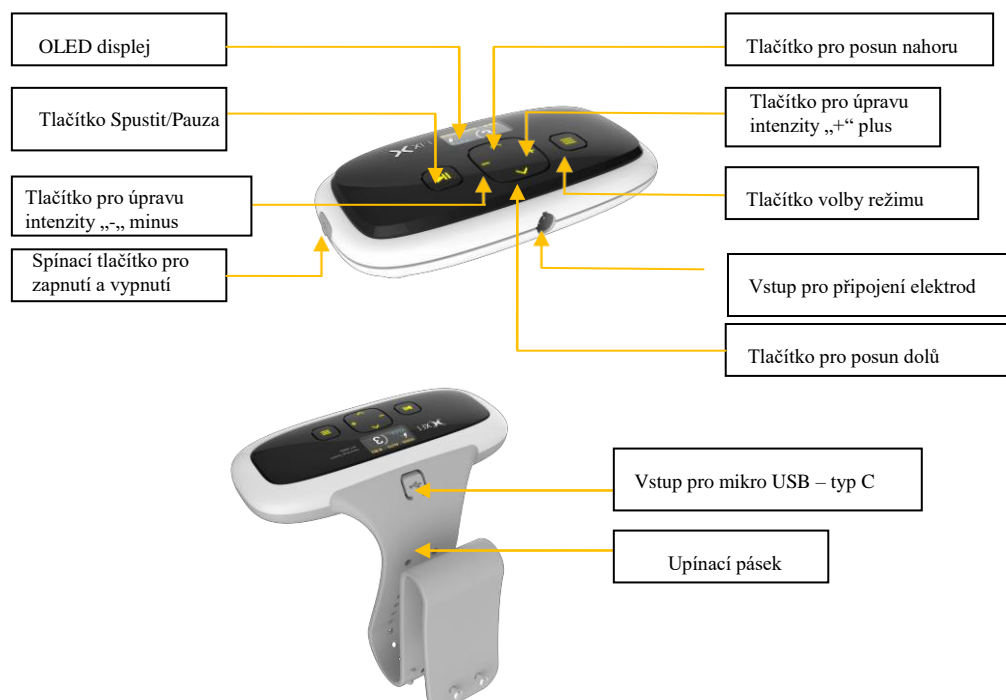 OLED displej
Tlačítko Spustit/Pauza
Tlačítko pro úpravu
intenzity „-„ minus
Spínací tlačítko pro
zapnutí a vypnutí
Tlačítko pro posun nahoru
Tlačítko pro úpravu
intenzity „+“ plus
Tlačítko volby režimu
Vstup pro připojení elektrod
Tlačítko pro posun dolů
Vstup pro mikro USB – typ C
Upínací pásek